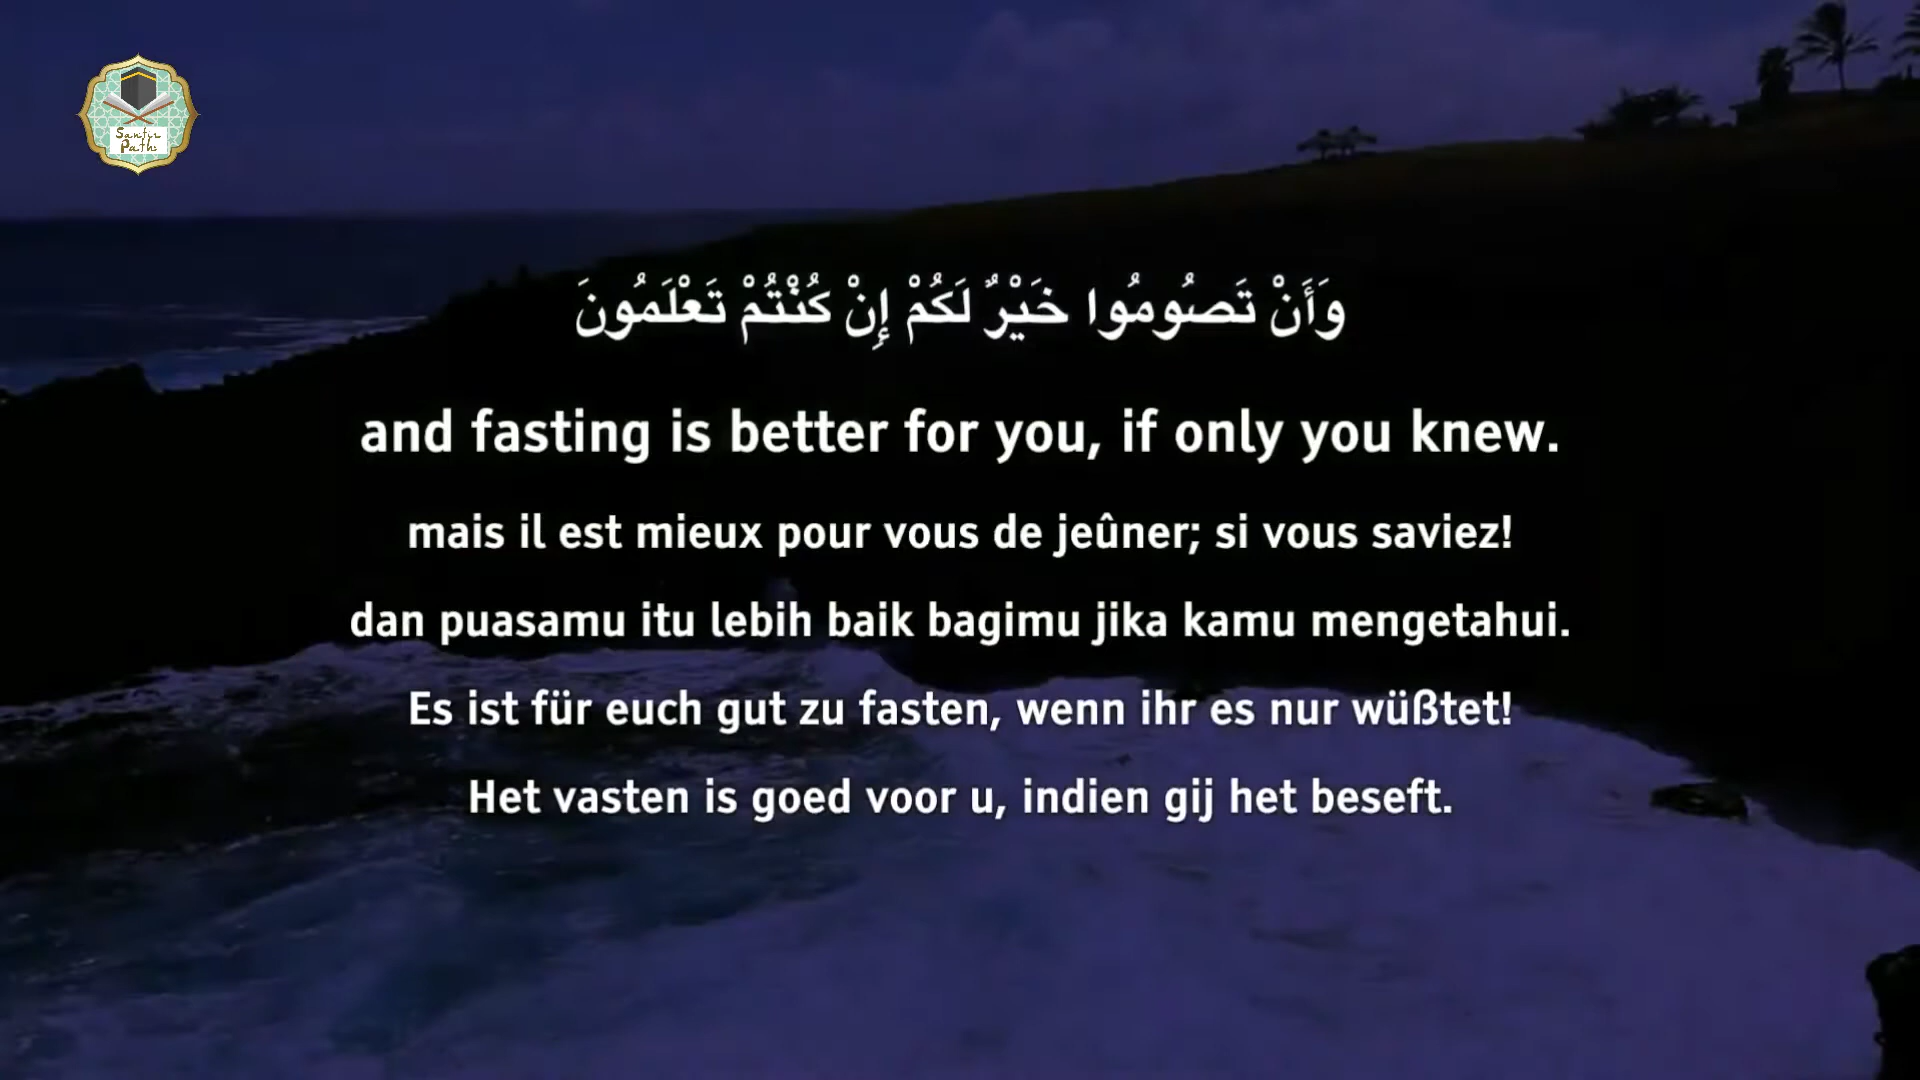 Santri
Path
وَأَنْ تَصُومُوا خَيْرٌ لَكُمْ إِنْ كُنْتُمْ تَعْلَمُونَ
and fasting is better for you, if only you knew.
mais il est mieux pour vous de jeûner; si vous saviez!
dan puasamu itu lebih baik bagimu jika kamu mengetahui.
Es ist für euch gut zu fasten, wenn ihr es nur wüßtet!
Het vasten is goed voor u, indien gij het beseft.